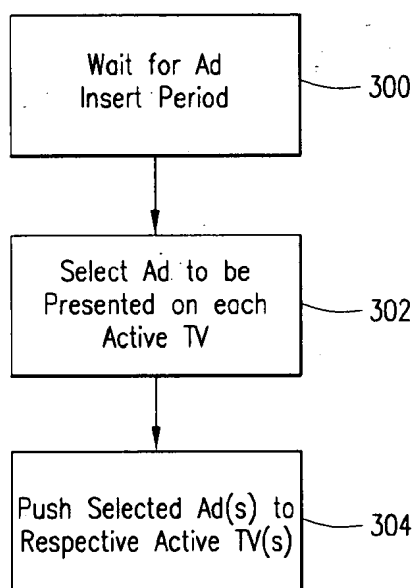 Wait for Ad
Insert Period
300
Select Ad to be
Presented on each
Active TV
302
Push Selected Ad(s) to
Respective Active TV(s)
304